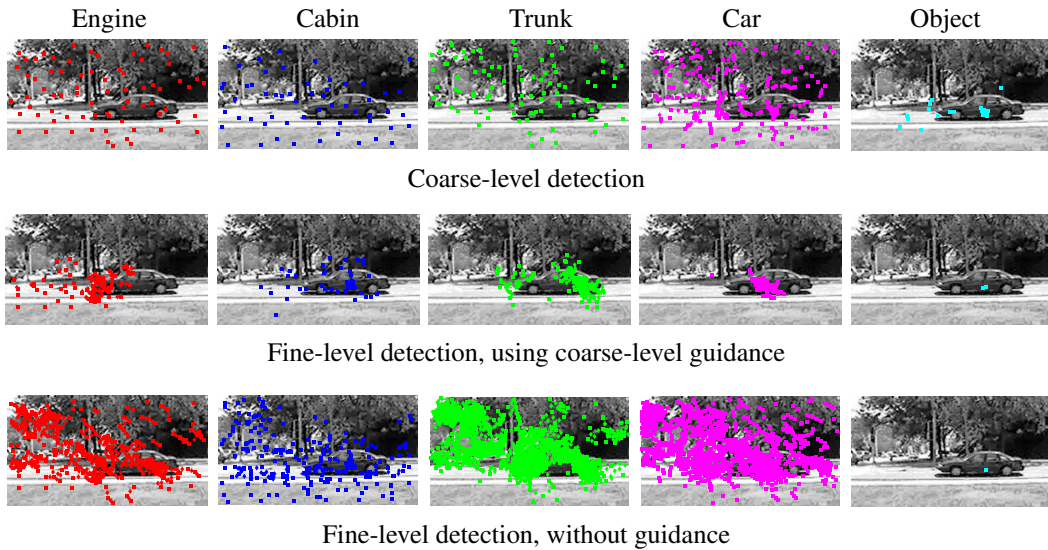 Engine Cabin Trunk Car Object
Coarse-level detection
Fine-level detection, using coarse-level guidance
Fine-level detection, without guidance